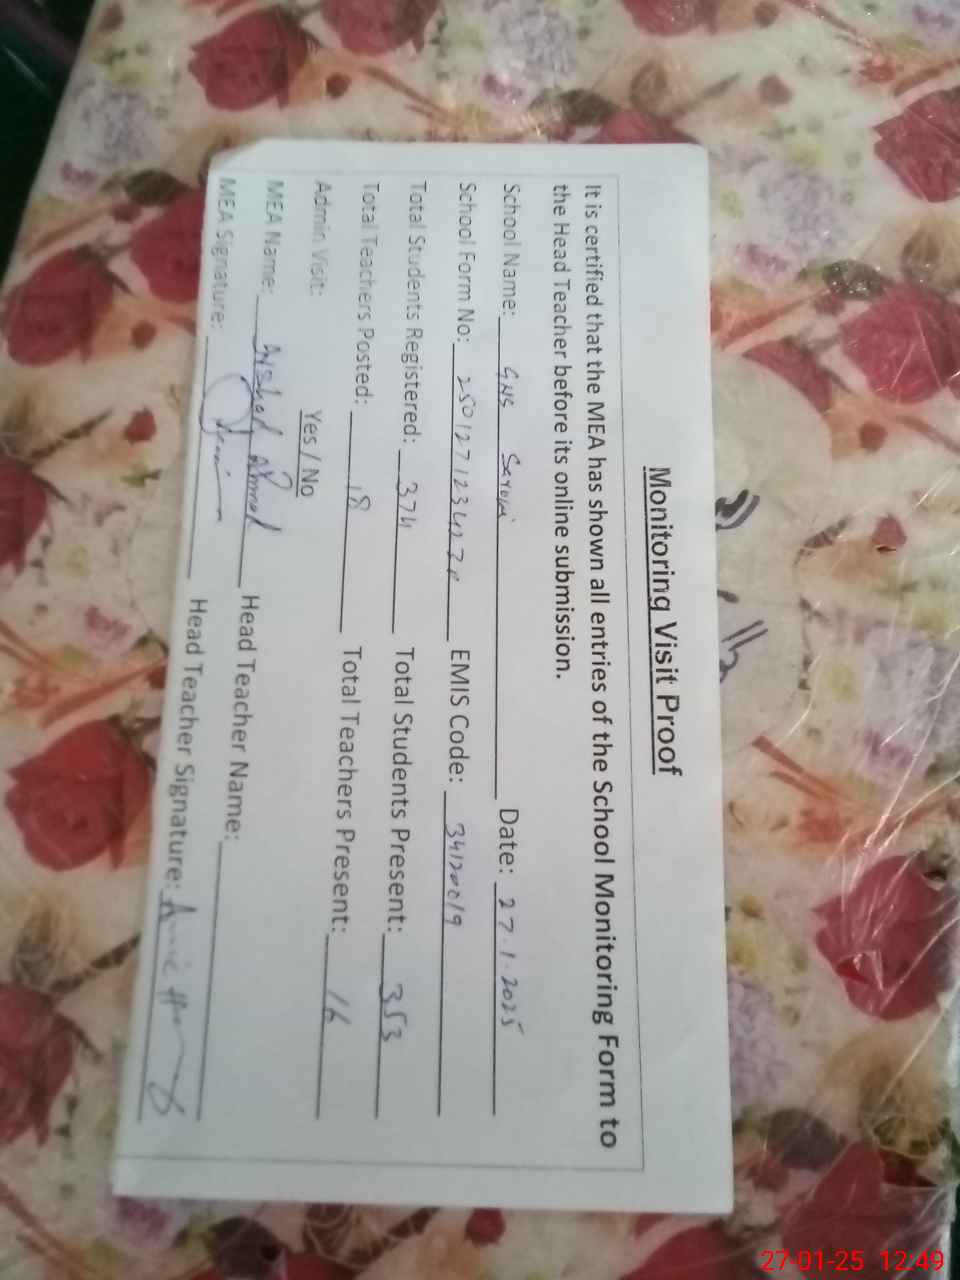 Monitoring Visit Proof
It is certified that the MEA has shown all entries of the School Monitoring Form to
the Head Teacher before its online submission.
School Name: GHS Date: 27.1.2025
School Form No: EMIS Code: 34120019
Total Students Registered: 374 Total Students Present: 353
Total Teachers Posted: 18 Total Teachers Present: 16
Admin Visit: Yes / No
MEA Name: Arshad Ahmad Head Teacher Name:
MEA Signature: Head Teacher Signature:
27-01-25 12:49